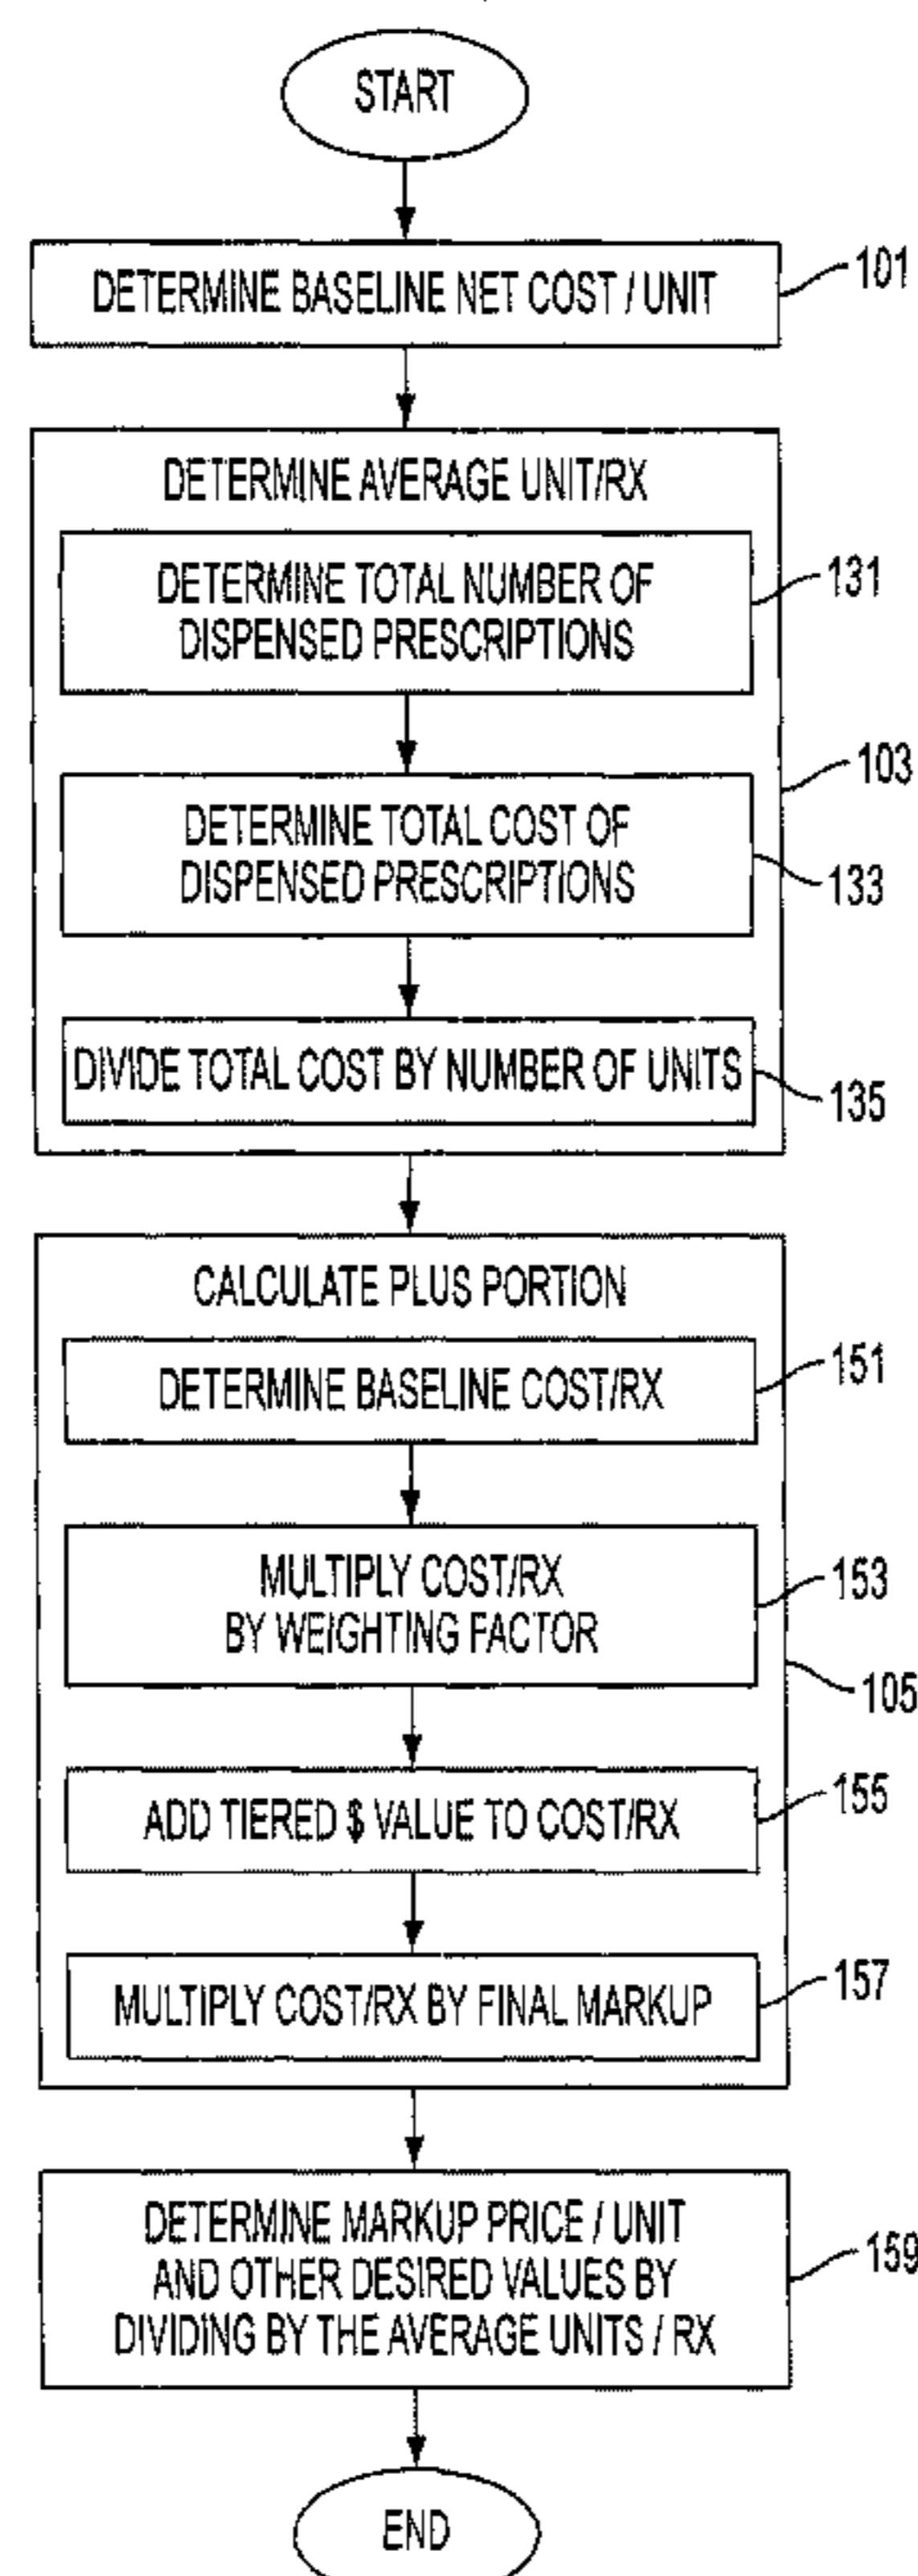 START
DETERMINE BASELINE NET COST / UNIT
101
DETERMINE AVERAGE UNIT/RX
DETERMINE TOTAL NUMBER OF
DISPENSED PRESCRIPTIONS
131
103
DETERMINE TOTAL COST OF
DISPENSED PRESCRIPTIONS
133
DIVIDE TOTAL COST BY NUMBER OF UNITS
135
CALCULATE PLUS PORTION
DETERMINE BASELINE COST/RX
151
MULTIPLY COST/RX
BY WEIGHTING FACTOR
153
105
ADD TIERED $ VALUE TO COST/RX
155
MULTIPLY COST/RX BY FINAL MARKUP
157
DETERMINE MARKUP PRICE / UNIT
AND OTHER DESIRED VALUES BY
DIVIDING BY THE AVERAGE UNITS / RX
159
END